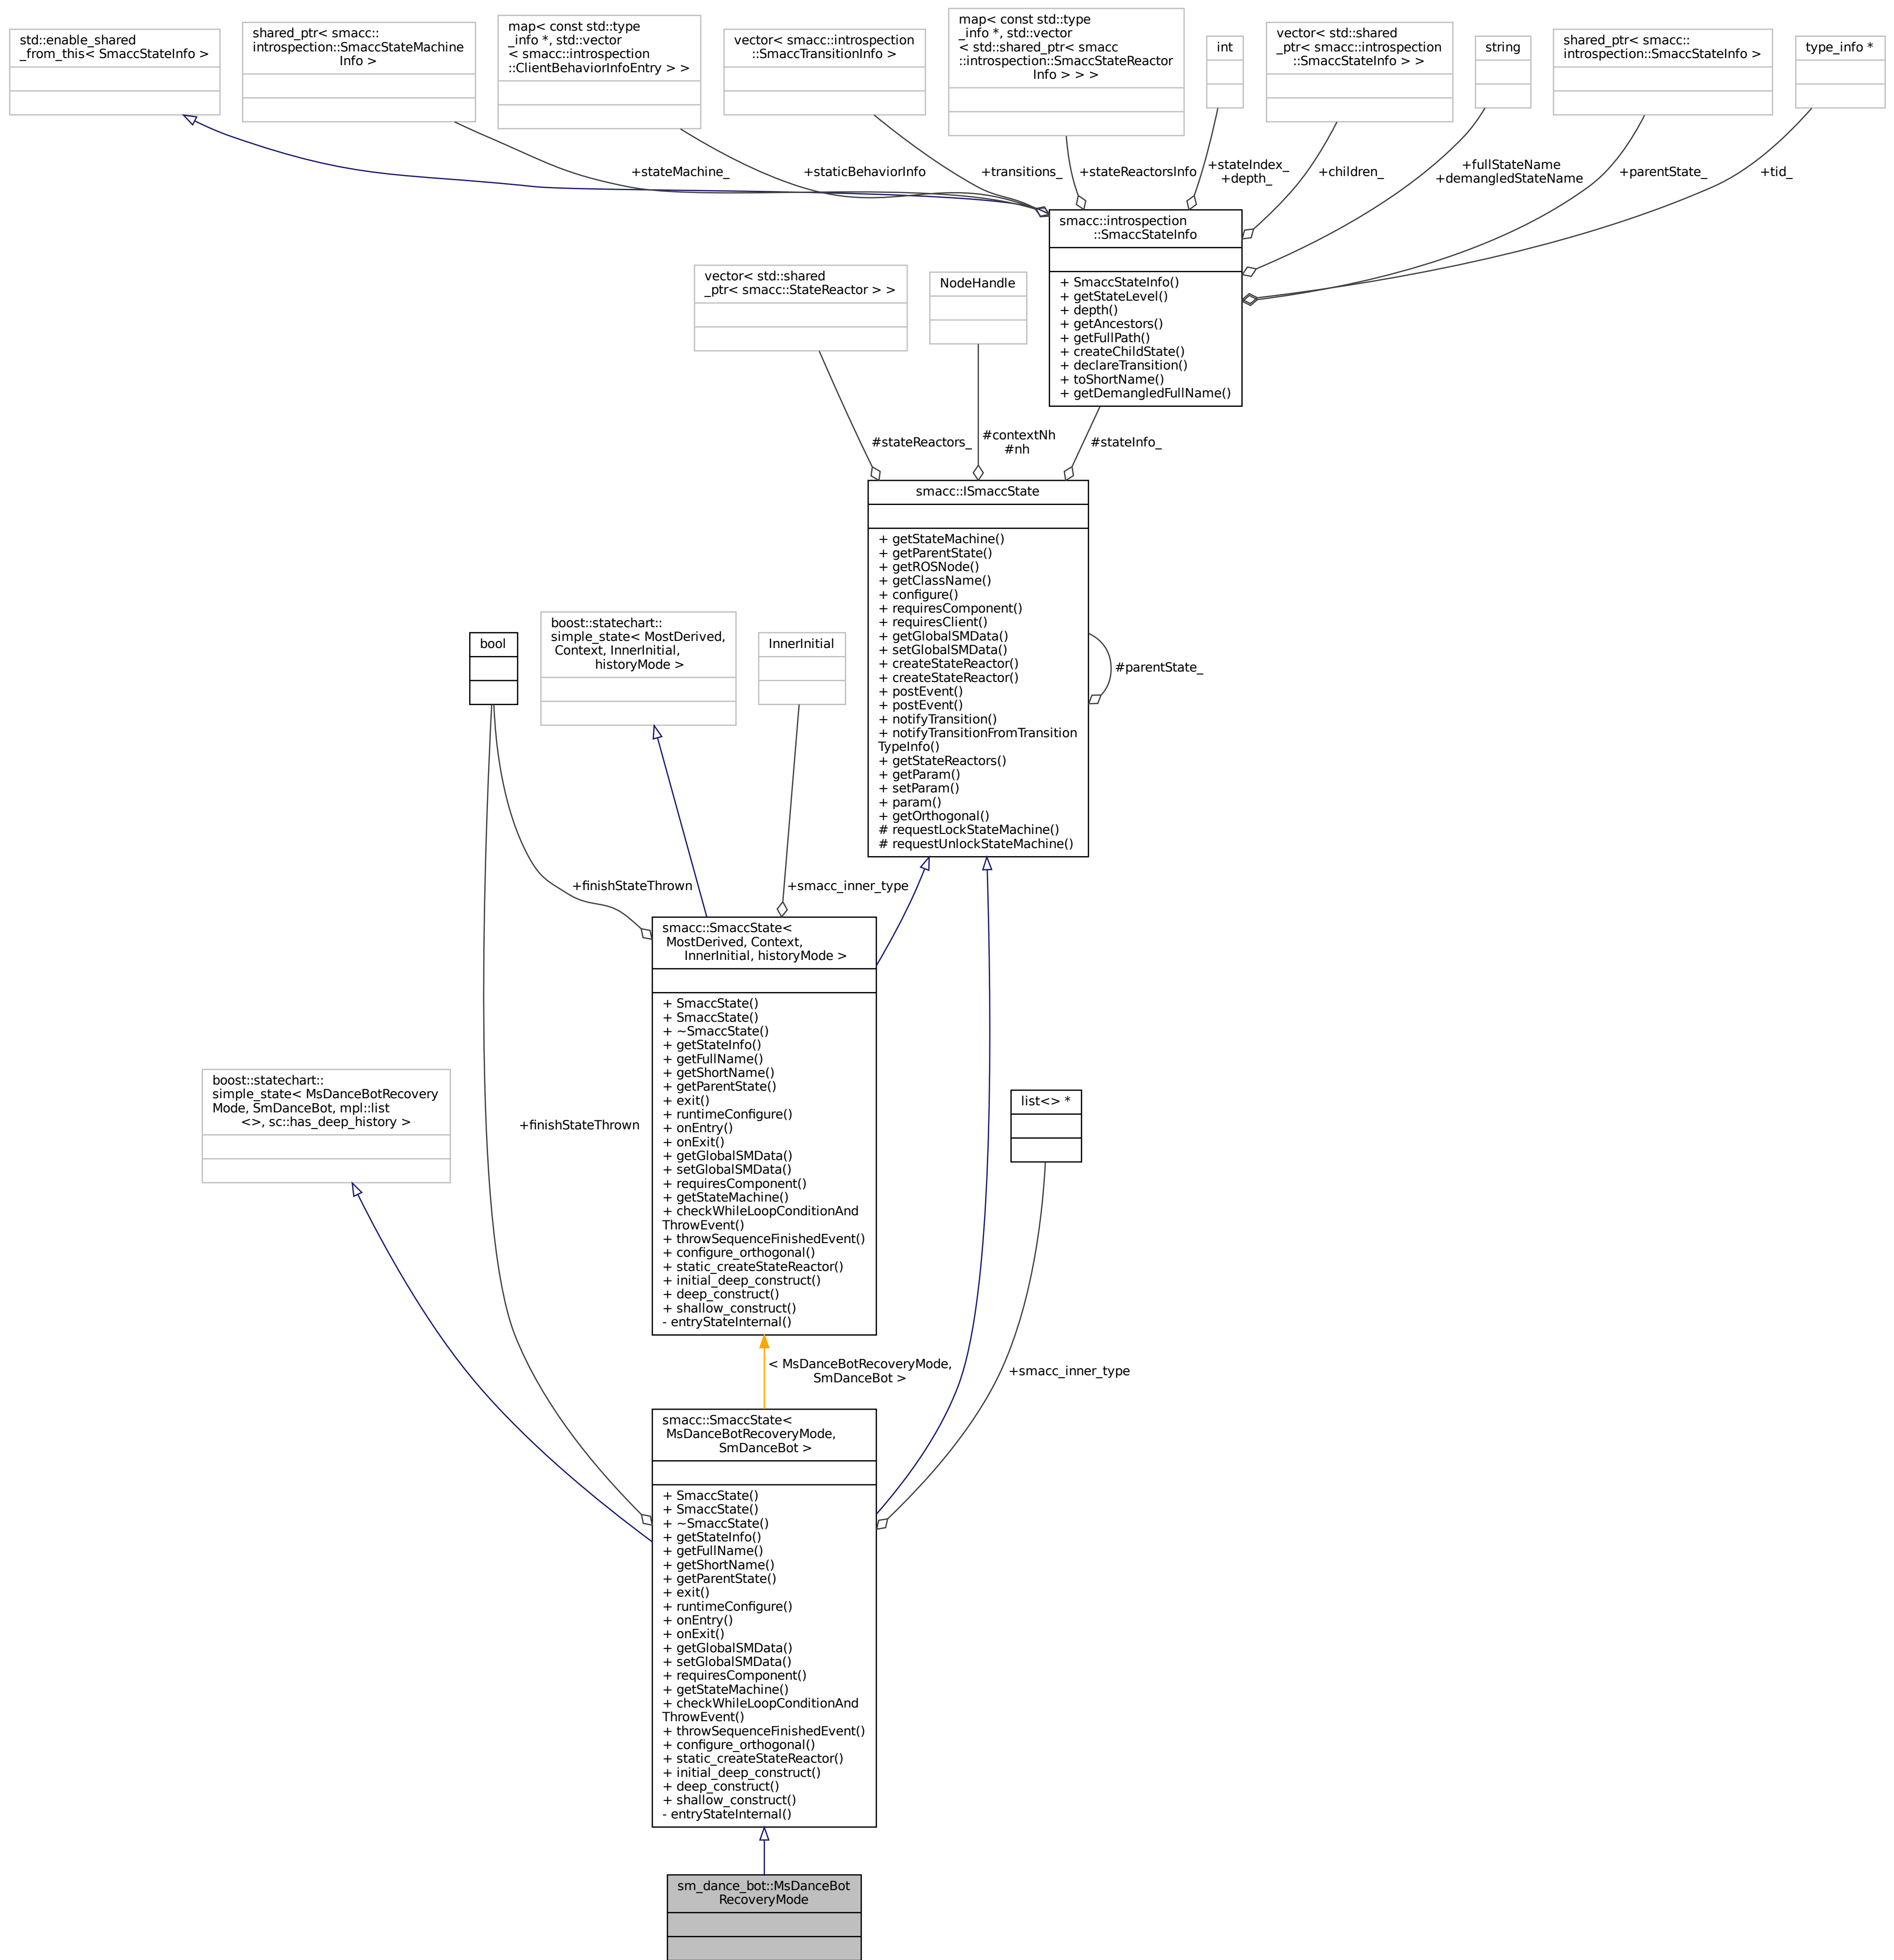 std::enable_shared
_from_this< SmaccStateInfo >
shared_ptr< smacc::
introspection::SmaccStateMachine
Info >
map< const std::type
_info *, std::vector
< smacc::introspection
::ClientBehaviorInfoEntry > >
vector< smacc::introspection
::SmaccTransitionInfo >
map< const std::type
_info *, std::vector
< std::shared_ptr< smacc
::introspection::SmaccStateReactor
Info > > >
int
vector< std::shared
_ptr< smacc::introspection
::SmaccStateInfo > >
string
shared_ptr< smacc::
introspection::SmaccStateInfo >
type_info *
+stateMachine_
+staticBehaviorInfo
+transitions_
+stateReactorsInfo
+stateIndex_
+depth_
+children_
+fullStateName
+demangledStateName
+parentState_
+tid_
smacc::introspection
::SmaccStateInfo
+ SmaccStateInfo()
+ getStateLevel()
+ depth()
+ getAncestors()
+ getFullPath()
+ createChildState()
+ declareTransition()
+ toShortName()
+ getDemangledFullName()
vector< std::shared
_ptr< smacc::StateReactor > >
NodeHandle
#stateReactors_
#contextNh
#nh
#stateInfo_
smacc::ISmaccState
+ getStateMachine()
+ getParentState()
+ getROSNode()
+ getClassName()
+ configure()
+ requiresComponent()
+ requiresClient()
+ getGlobalSMData()
+ setGlobalSMData()
+ createStateReactor()
+ createStateReactor()
+ postEvent()
+ postEvent()
+ notifyTransition()
+ notifyTransitionFromTransition
TypeInfo()
+ getStateReactors()
+ getParam()
+ setParam()
+ param()
+ getOrthogonal()
# requestLockStateMachine()
# requestUnlockStateMachine()
#parentState_
bool
boost::statechart::
simple_state< MostDerived,
Context, InnerInitial,
historyMode >
InnerInitial
+finishStateThrown
+smacc_inner_type
smacc::SmaccState<
MostDerived, Context,
InnerInitial, historyMode >
+ SmaccState()
+ SmaccState()
+ ~SmaccState()
+ getStateInfo()
+ getFullName()
+ getShortName()
+ getParentState()
+ exit()
+ runtimeConfigure()
+ onEntry()
+ onExit()
+ getGlobalSMData()
+ setGlobalSMData()
+ requiresComponent()
+ getStateMachine()
+ checkWhileLoopConditionAnd
ThrowEvent()
+ throwSequenceFinishedEvent()
+ configure_orthogonal()
+ static_createStateReactor()
+ initial_deep_construct()
+ deep_construct()
+ shallow_construct()
- entryStateInternal()
boost::statechart::
simple_state< MsDanceBotRecovery
Mode, SmDanceBot, mpl::list
<>, sc::has_deep_history >
+finishStateThrown
list<> *
< MsDanceBotRecoveryMode,
SmDanceBot >
+smacc_inner_type
smacc::SmaccState<
MsDanceBotRecoveryMode,
SmDanceBot >
+ SmaccState()
+ SmaccState()
+ ~SmaccState()
+ getStateInfo()
+ getFullName()
+ getShortName()
+ getParentState()
+ exit()
+ runtimeConfigure()
+ onEntry()
+ onExit()
+ getGlobalSMData()
+ setGlobalSMData()
+ requiresComponent()
+ getStateMachine()
+ checkWhileLoopConditionAnd
ThrowEvent()
+ throwSequenceFinishedEvent()
+ configure_orthogonal()
+ static_createStateReactor()
+ initial_deep_construct()
+ deep_construct()
+ shallow_construct()
- entryStateInternal()
sm_dance_bot::MsDanceBot
RecoveryMode